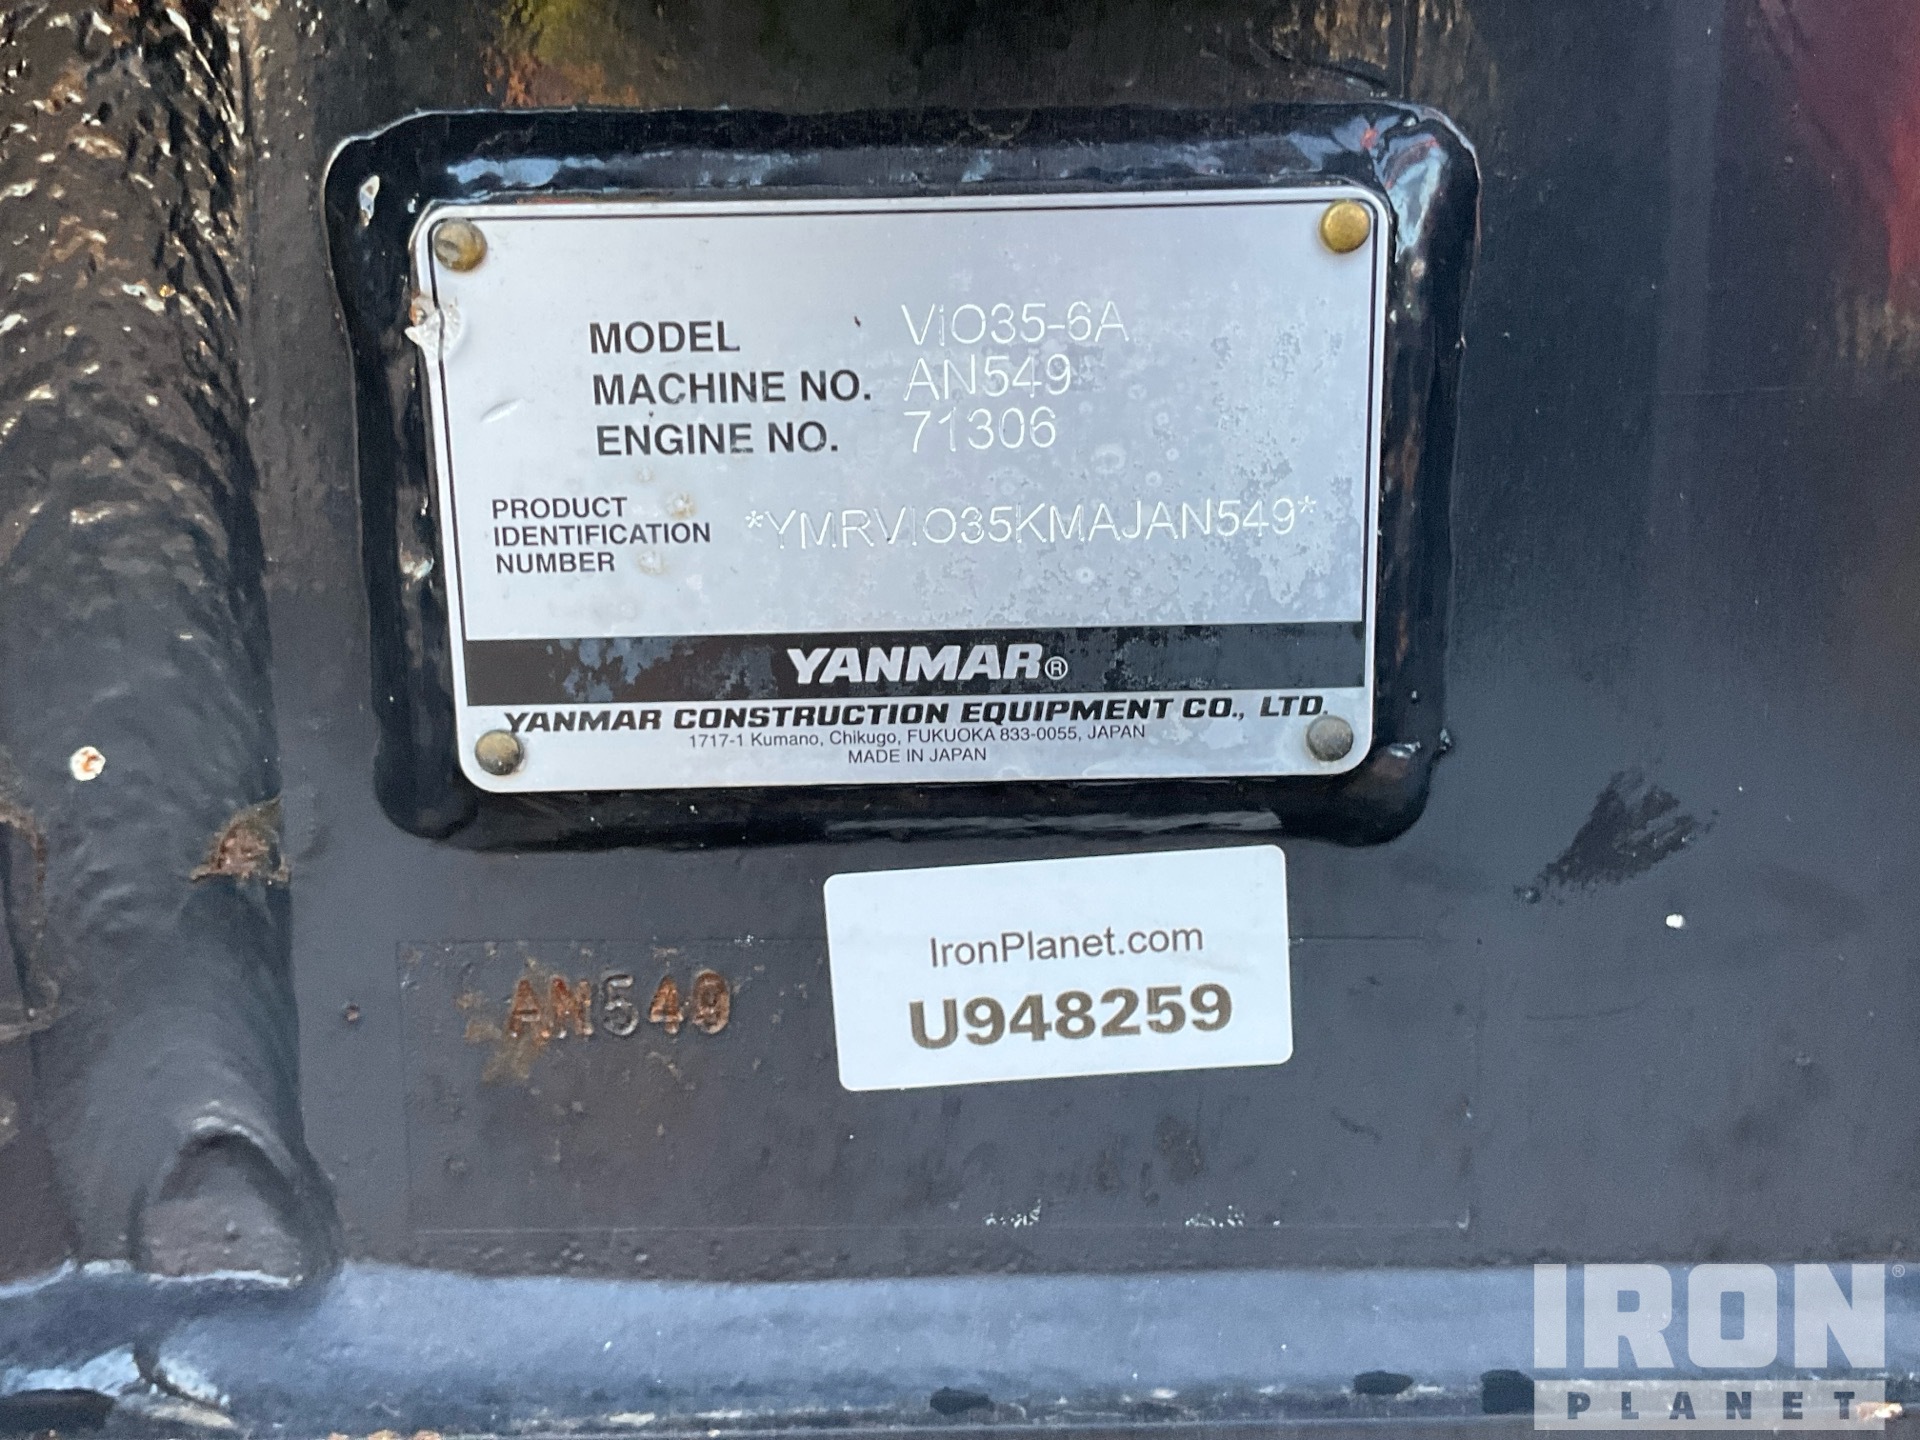 MODEL ViO35-6A
MACHINE NO. AN549
ENGINE NO. 71306
PRODUCT
IDENTIFICATION
NUMBER
*YMRVIO35KMAJAN549*
YANMAR®
YANMAR CONSTRUCTION EQUIPMENT CO., LTD.
1717-1 Kumano, Chikugo, FUKUOKA 833-0055, JAPAN
MADE IN JAPAN
AN549
IronPlanet.com
U948259
IRON®
PLANET